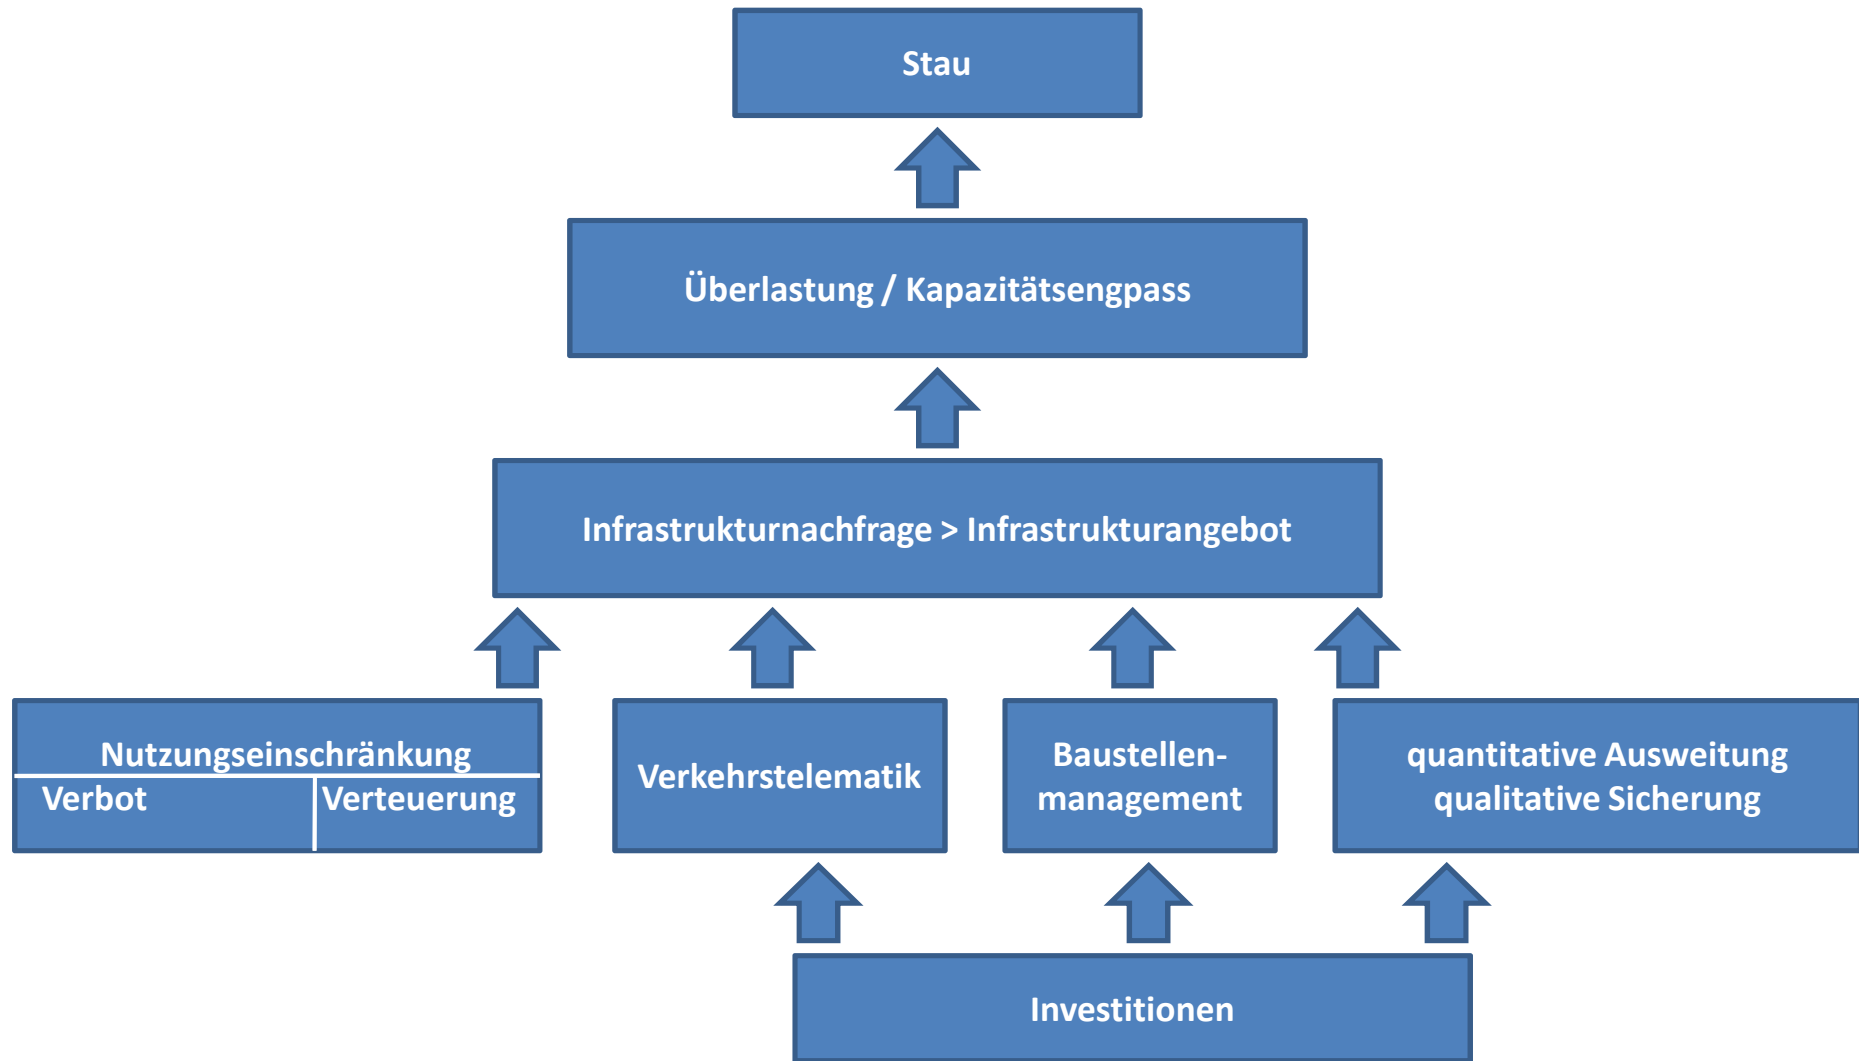 Stau
Überlastung / Kapazitätsengpass
Infrastrukturnachfrage > Infrastrukturangebot
Nutzungseinschränkung
Verbot
Verteuerung
Verkehrstelematik
Baustellen-
management
quantitative Ausweitung
qualitative Sicherung
Investitionen